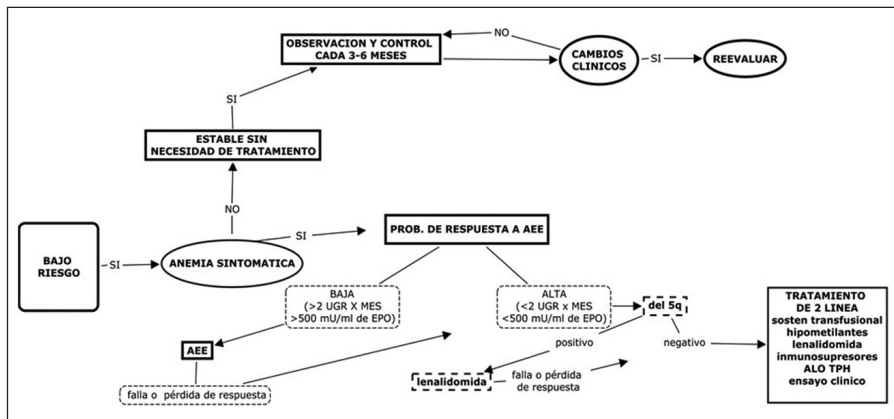 OBSERVACION Y CONTROL
CADA 3-6 MESES
NO
CAMBIOS
CLINICOS
SI
REEVALUAR
SI
ESTABLE SIN
NECESIDAD DE TRATAMIENTO
NO
BAJO
RIESGO
SI
ANEMIA SINTOMATICA
SI
PROB. DE RESPUESTA A AEE
BAJA
(>2 UGR X MES
>500 mU/ml de EPO)
ALTA
(<2 UGR x MES
<500 mU/ml de EPO)
del 5q
AEE
falla o pérdida de respuesta
positivo
negativo
lenalidomida
falla o pérdida
de respuesta
TRATAMIENTO
DE 2 LINEA
sosten transfusional
hipometilantes
lenalidomida
inmunosupresores
ALO TPH
ensayo clinico